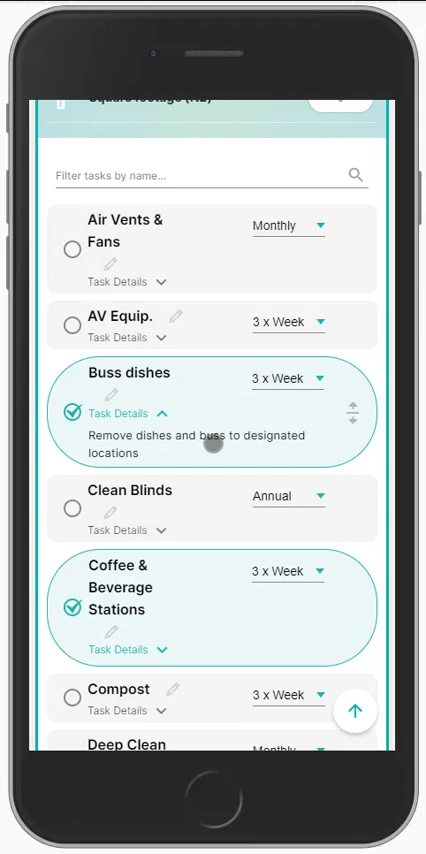 Square footage (ft2)
Filter tasks by name...
Air Vents &
Fans
Monthly
Task Details
AV Equip.
3 x Week
Task Details
Buss dishes
3 x Week
Task Details
Remove dishes and buss to designated
locations
Clean Blinds
Annual
Task Details
Coffee &
Beverage
Stations
3 x Week
Task Details
Compost
3 x Week
Task Details
Deep Clean
Monthly